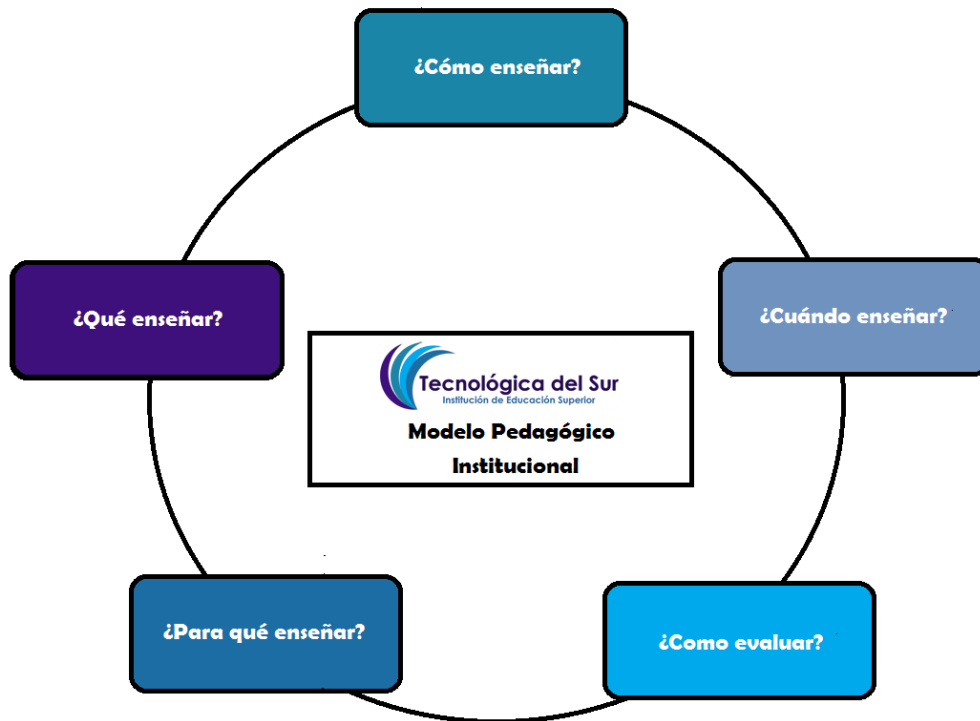 ¿Cómo enseñar?
¿Qué enseñar?
¿Cuándo enseñar?
Tecnológica del Sur
Institución de Educación Superior
Modelo Pedagógico
Institucional
¿Para qué enseñar?
¿Como evaluar?